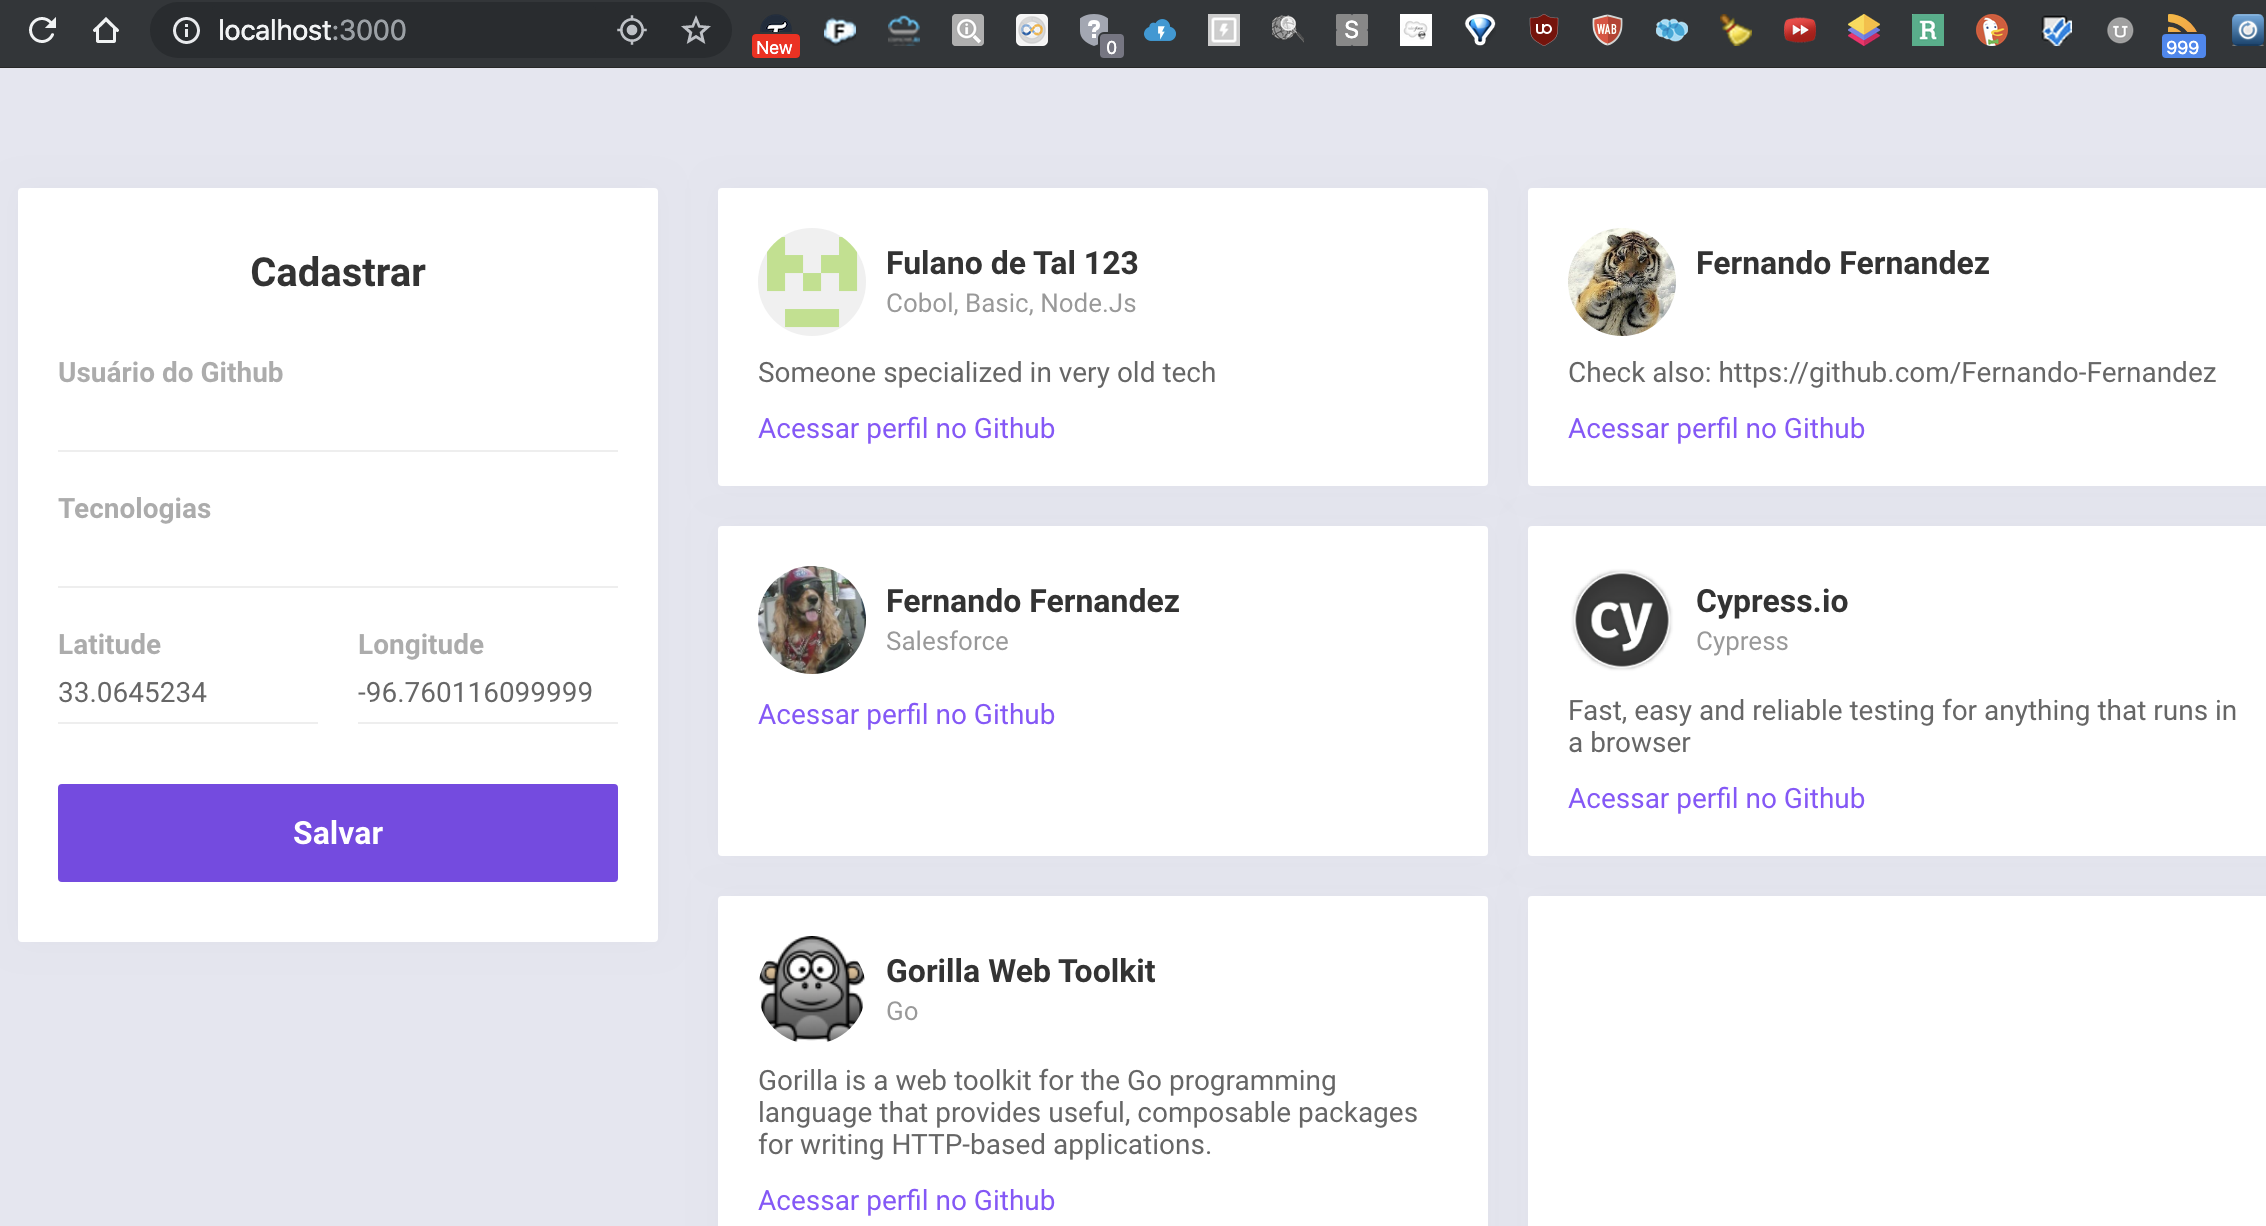 localhost:3000
New
F
0
S
UO
WAB
R
U
999
Cadastrar
Usuário do Github
Tecnologias
Latitude
Longitude
33.0645234
-96.760116099999
Salvar
Fulano de Tal 123
Cobol, Basic, Node.Js
Someone specialized in very old tech
Acessar perfil no Github
Fernando Fernandez
Check also: https://github.com/Fernando-Fernandez
Acessar perfil no Github
Fernando Fernandez
Salesforce
Acessar perfil no Github
cy
Cypress.io
Cypress
Fast, easy and reliable testing for anything that runs in
a browser
Acessar perfil no Github
Gorilla Web Toolkit
Go
Gorilla is a web toolkit for the Go programming
language that provides useful, composable packages
for writing HTTP-based applications.
Acessar perfil no Github